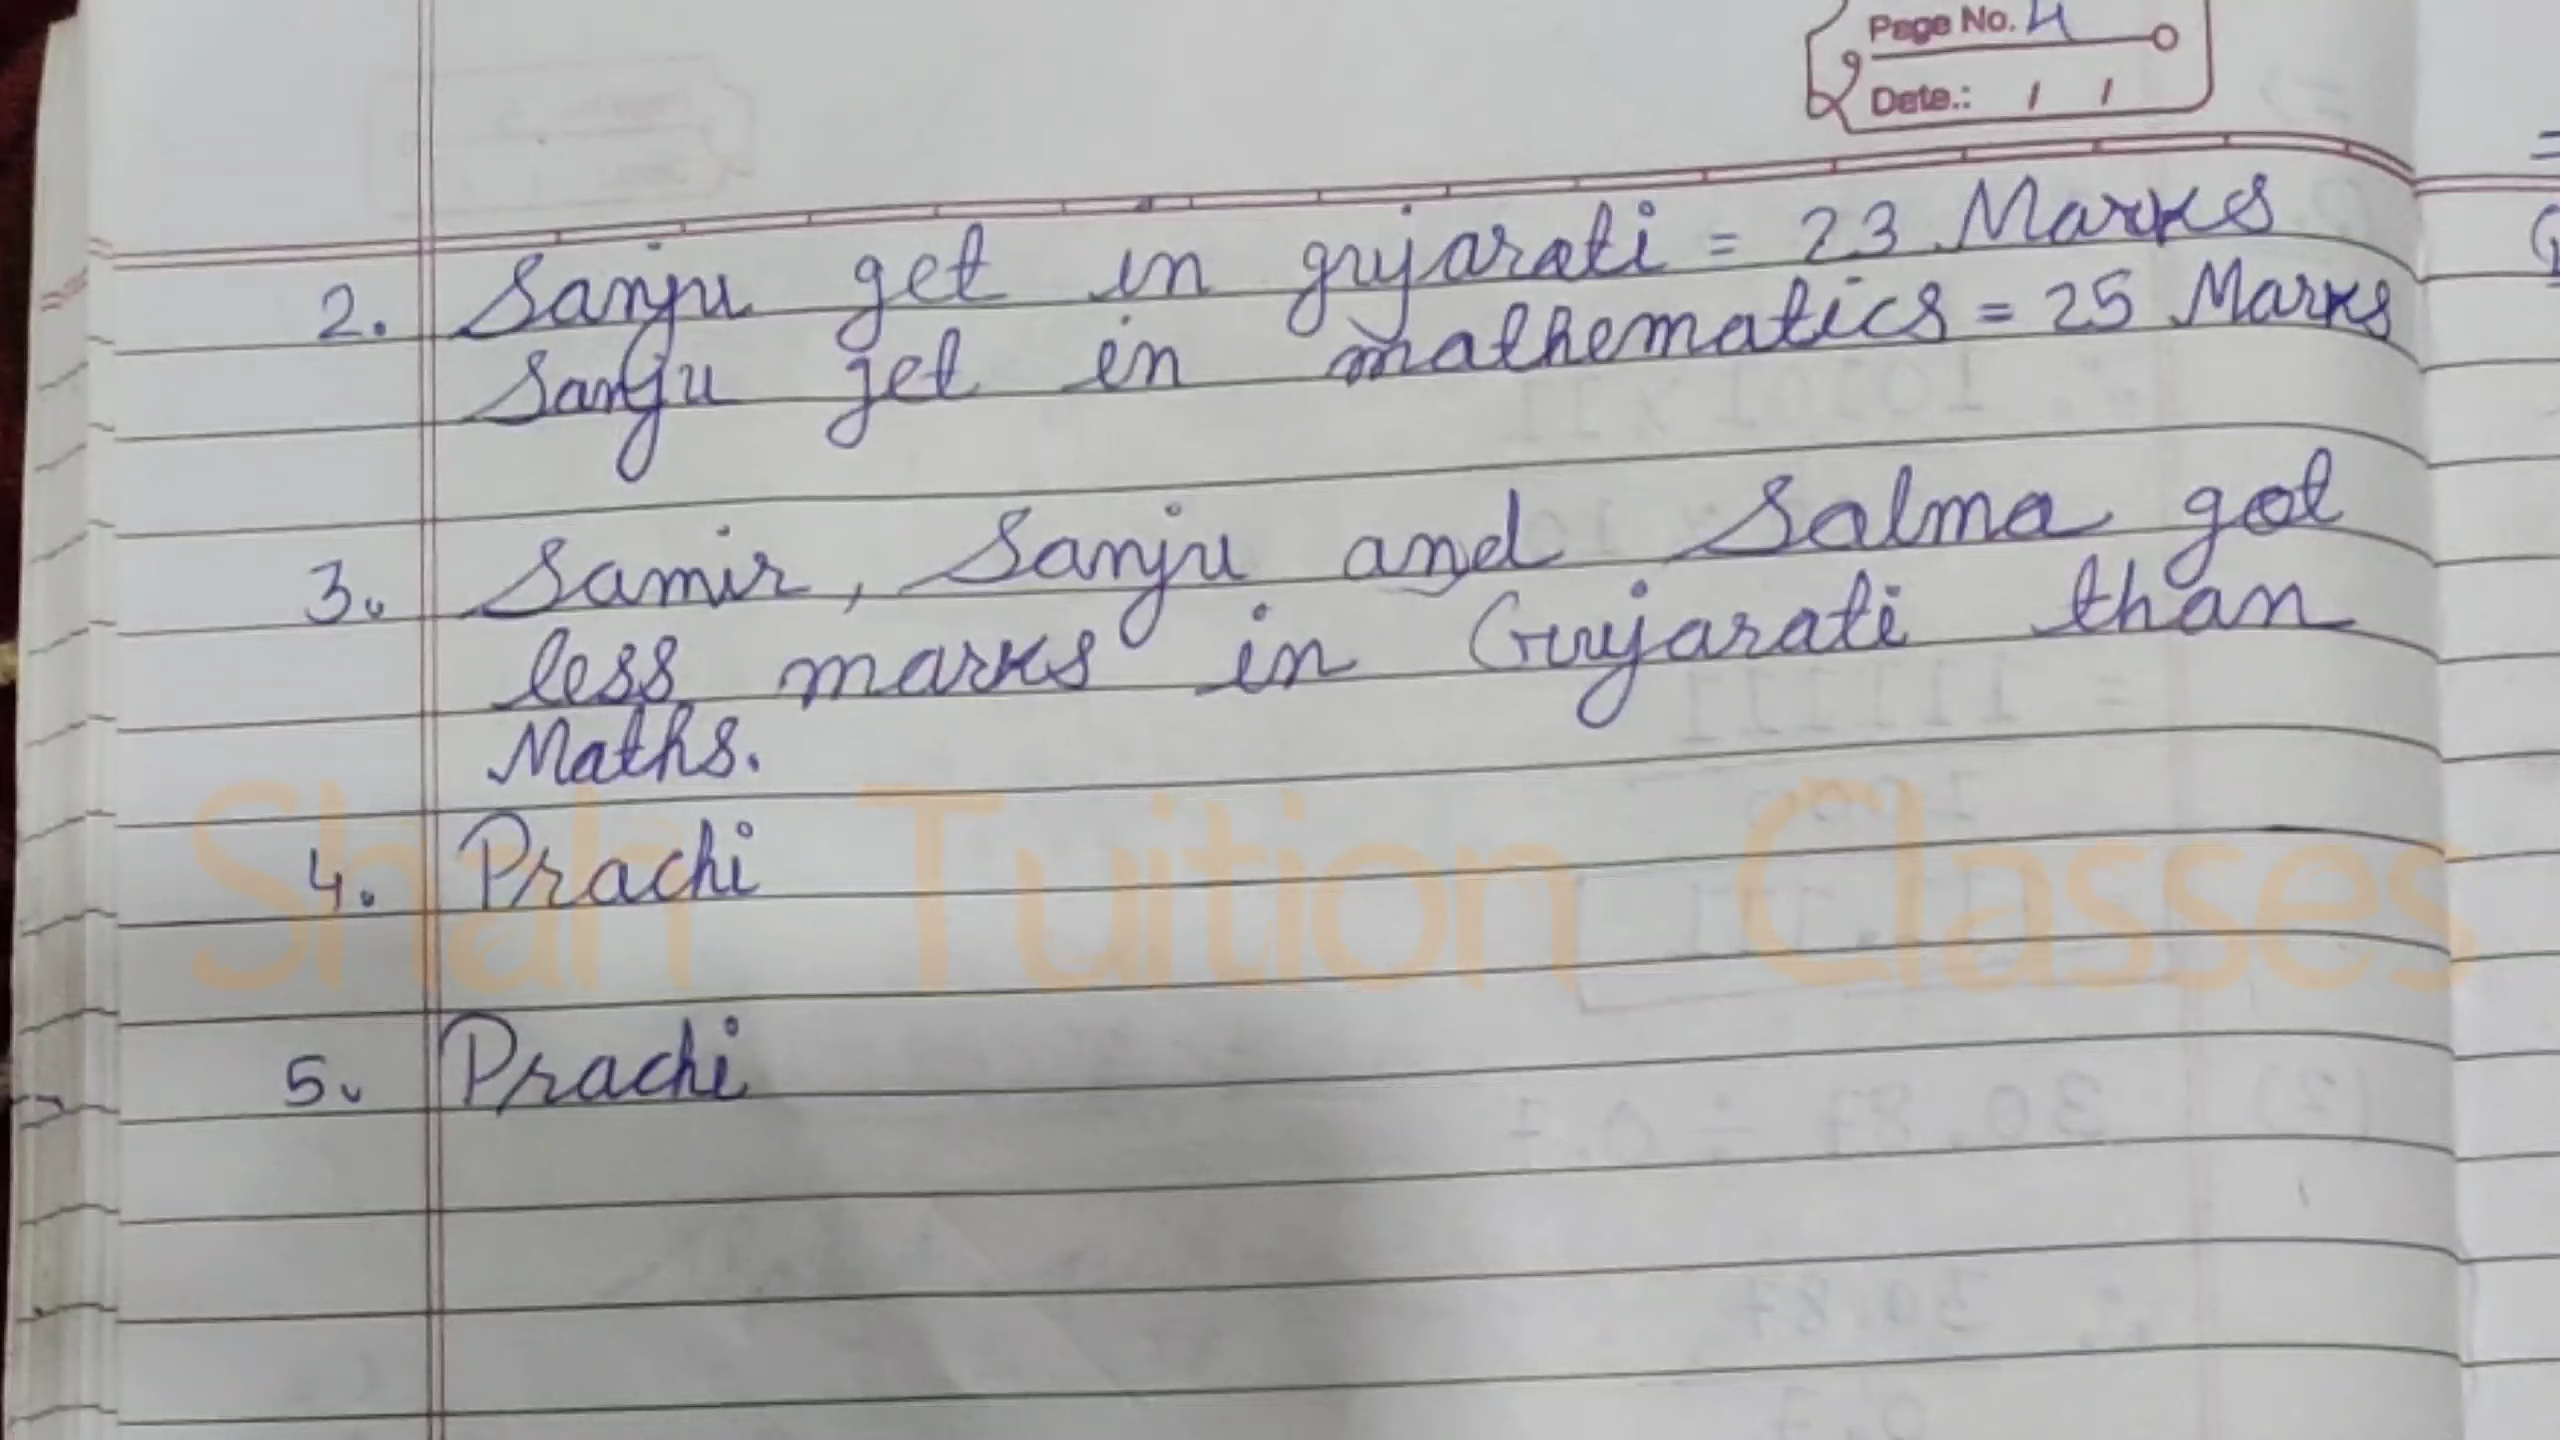 Page No. 4
Date.: / /
2. Sanju get in gujarati = 23 Marks
Sanju get in mathematics = 25 Marks
3. Samir, Sanju and Salma got
less marks in Gujarati than
Maths.
4. Prachi
Shah Tuition Classes
5. Prachi